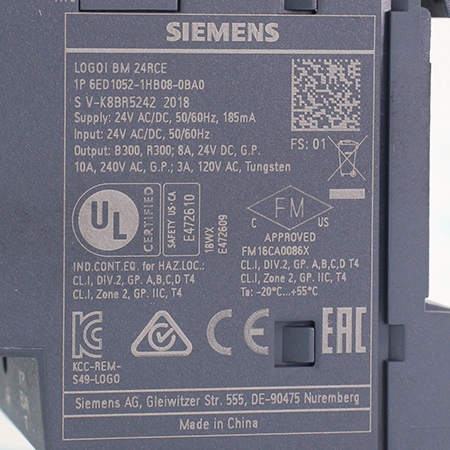 SIEMENS
LOGO! BM 24RCE
1P 6ED1052-1HB08-0BA0
S V-K8BR5242 2018
Supply: 24V AC/DC, 50/60Hz, 185mA
Input: 24V AC/DC, 50/60Hz
Output: B300, R300; 8A, 24V DC, G.P.
10A, 240V AC, G.P.; 3A, 120V AC, Tungsten
FS: 01
UL
CERTIFIED
SAFETY US-CA
E472610
18WX
E472609
FM
C US
APPROVED
FM16CA0086X
IND.CONT.EQ. for HAZ.LOC.:
CL.I, DIV.2, GP. A,B,C,D T4
CL.I, Zone 2, GP. IIC, T4
CL.I, DIV.2, GP. A,B,C,D T4
CL.I, Zone 2, GP. IIC, T4
Ta: -20°C...+55°C
KCC-REM-
S49-LOGO
CE
EAC
Siemens AG, Gleiwitzer Str. 555, DE-90475 Nuremberg
Made in China